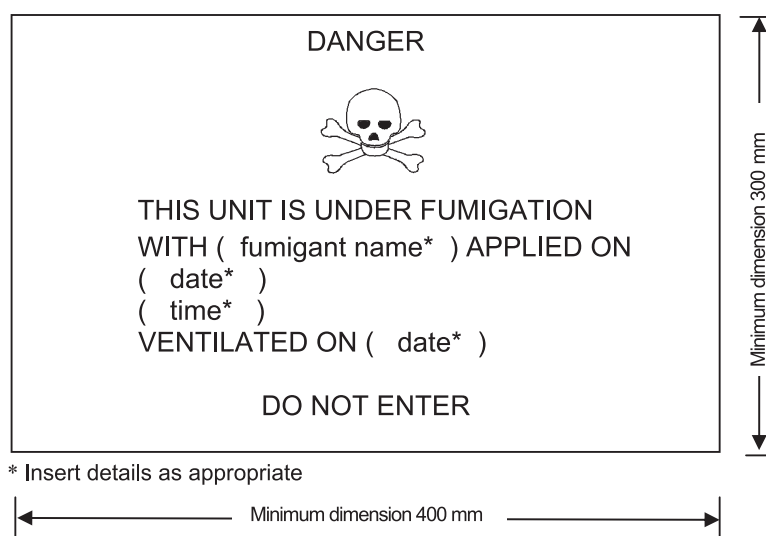 DANGER
THIS UNIT IS UNDER FUMIGATION
WITH ( fumigant name* ) APPLIED ON
( date* )
( time* )
VENTILATED ON ( date* )
DO NOT ENTER
Minimum dimension 300 mm
* Insert details as appropriate
Minimum dimension 400 mm